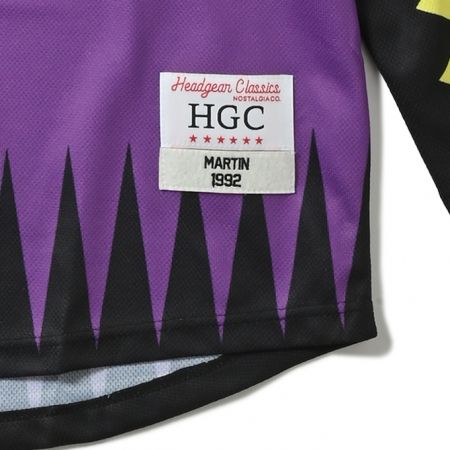 Headgear Classics
NOSTALGIA CO.
HGC
MARTIN
1992